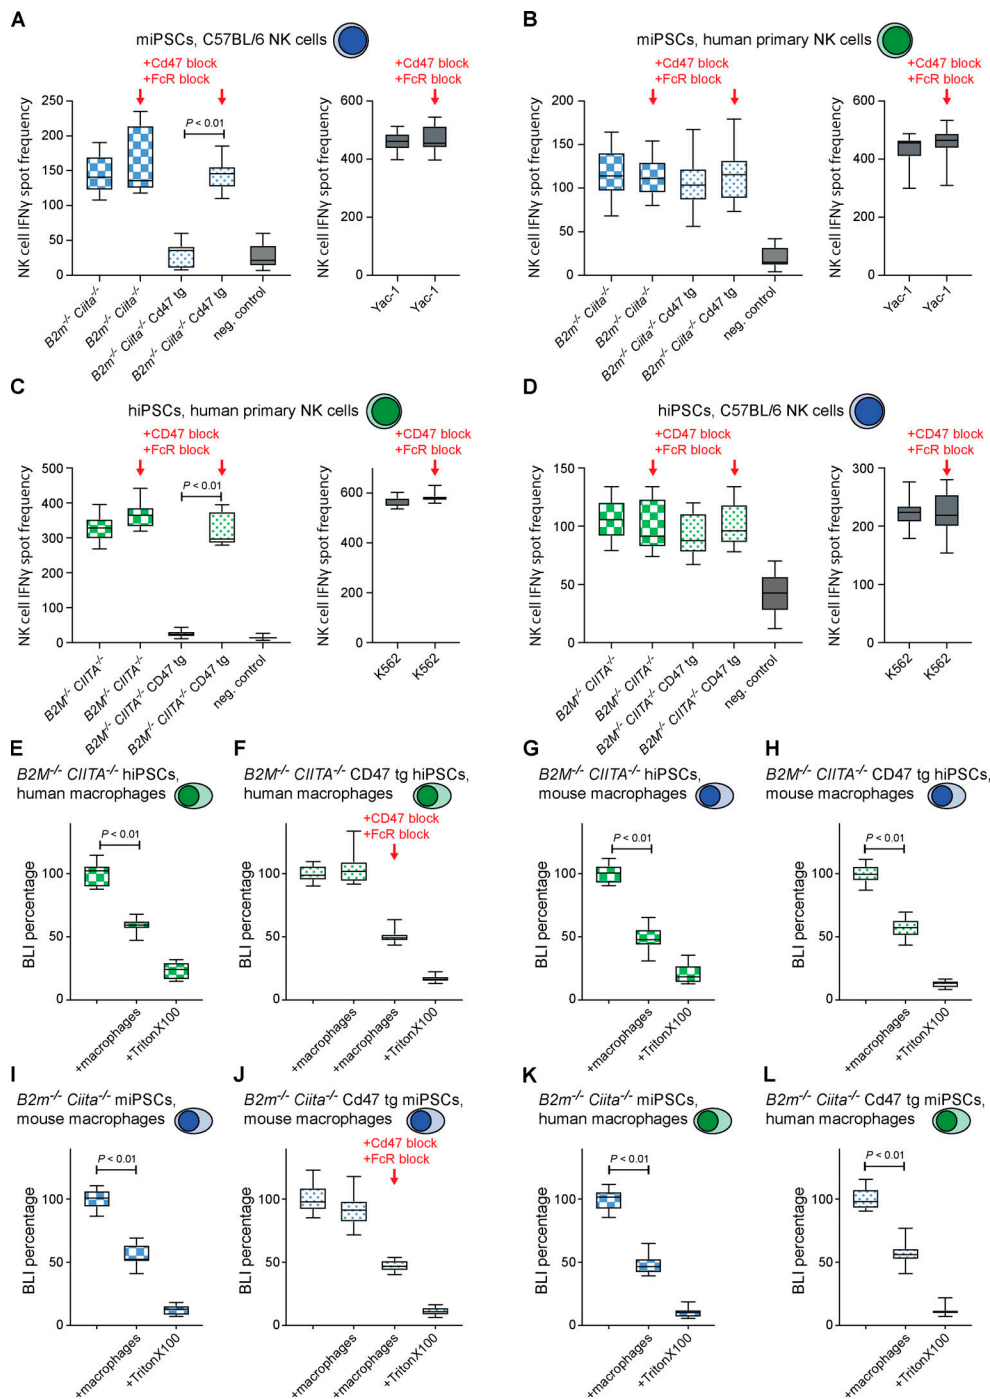 A
miPSCs, C57BL/6 NK cells
+Cd47 block
+FcR block
+Cd47 block
+FcR block
NK cell IFNγ spot frequency
250
200
150
100
50
0
P < 0.01
B2m-/- Ciita-/-
B2m-/- Ciita-/-
B2m-/- Ciita-/- Cd47 tg
B2m-/- Ciita-/- Cd47 tg
neg. control
NK cell IFNγ spot frequency
600
400
200
0
Yac-1
Yac-1
B
miPSCs, human primary NK cells
+Cd47 block
+FcR block
+Cd47 block
+FcR block
NK cell IFNγ spot frequency
200
150
100
50
0
B2m-/- Ciita-/-
B2m-/- Ciita-/-
B2m-/- Ciita-/- Cd47 tg
B2m-/- Ciita-/- Cd47 tg
neg. control
NK cell IFNγ spot frequency
600
400
200
0
Yac-1
Yac-1
C
hiPSCs, human primary NK cells
+CD47 block
+FcR block
+CD47 block
+FcR block
NK cell IFNγ spot frequency
500
400
300
200
100
0
P < 0.01
B2M-/- CIITA-/-
B2M-/- CIITA-/-
B2M-/- CIITA-/- CD47 tg
B2M-/- CIITA-/- CD47 tg
neg. control
NK cell IFNγ spot frequency
600
400
200
0
K562
K562
D
hiPSCs, C57BL/6 NK cells
+CD47 block
+FcR block
+CD47 block
+FcR block
NK cell IFNγ spot frequency
150
100
50
0
B2M-/- CIITA-/-
B2M-/- CIITA-/-
B2M-/- CIITA-/- CD47 tg
B2M-/- CIITA-/- CD47 tg
neg. control
NK cell IFNγ spot frequency
300
200
100
0
K562
K562
E
B2M-/- CIITA-/- hiPSCs,
human macrophages
P < 0.01
BLI percentage
100
50
0
+macrophages
+TritonX100
F
B2M-/- CIITA-/- CD47 tg hiPSCs,
human macrophages
+CD47 block
+FcR block
BLI percentage
100
50
0
+macrophages
+macrophages
+TritonX100
G
B2M-/- CIITA-/- hiPSCs,
mouse macrophages
P < 0.01
BLI percentage
100
50
0
+macrophages
+TritonX100
H
B2M-/- CIITA-/- CD47 tg hiPSCs,
mouse macrophages
P < 0.01
BLI percentage
100
50
0
+macrophages
+TritonX100
I
B2m-/- Ciita-/- miPSCs,
mouse macrophages
P < 0.01
BLI percentage
100
50
0
+macrophages
+TritonX100
J
B2m-/- Ciita-/- Cd47 tg miPSCs,
mouse macrophages
+Cd47 block
+FcR block
BLI percentage
100
50
0
+macrophages
+macrophages
+TritonX100
K
B2m-/- Ciita-/- miPSCs,
human macrophages
P < 0.01
BLI percentage
100
50
0
+macrophages
+TritonX100
L
B2m-/- Ciita-/- Cd47 tg miPSCs,
human macrophages
P < 0.01
BLI percentage
100
50
0
+macrophages
+TritonX100